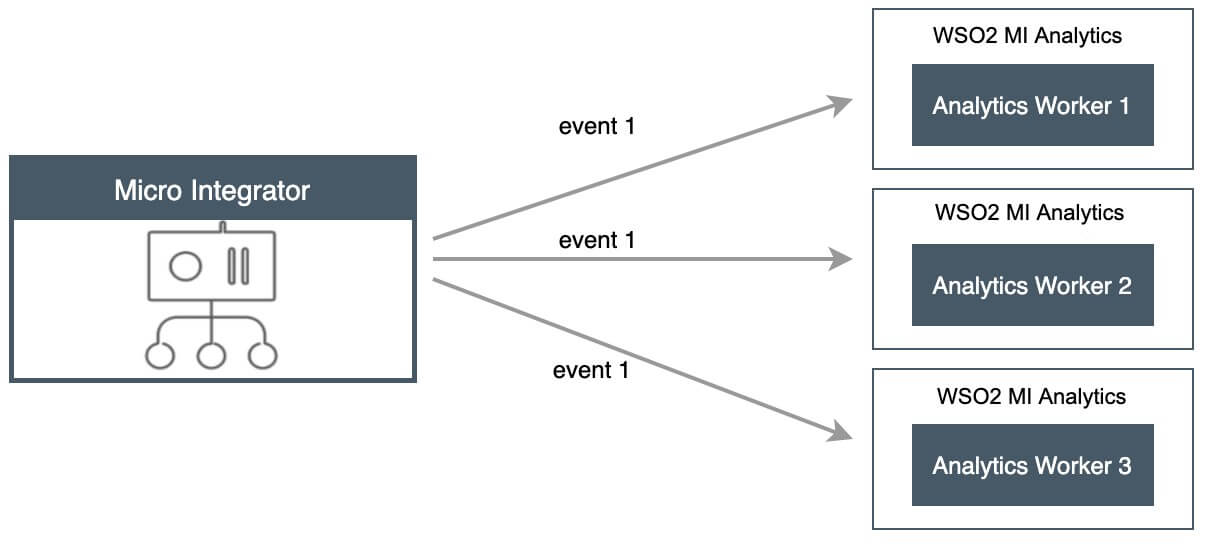 WSO2 MI Analytics
Analytics Worker 1
event 1
Micro Integrator
WSO2 MI Analytics
event 1
Analytics Worker 2
event 1
WSO2 MI Analytics
Analytics Worker 3